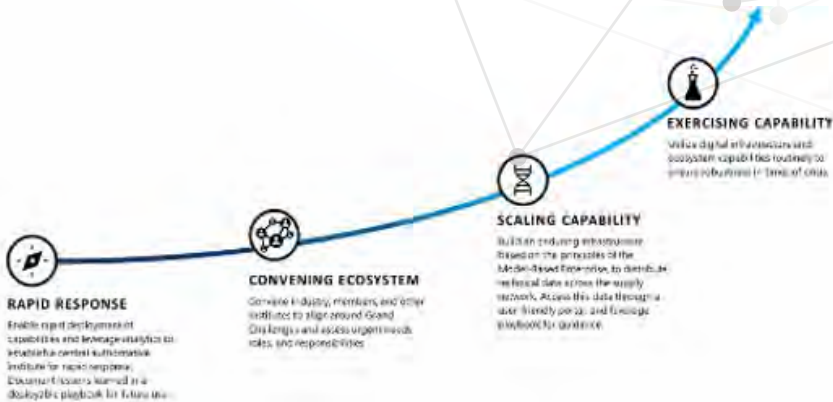 RAPID RESPONSE
Enable rapid deployment of
capabilities and leverage analytics to
establish a central authoritative
institute for rapid response.
Document lessons learned in a
deployable playbook for future use
CONVENING ECOSYSTEM
Convene industry, members, and other
institutes to align around Grand
Challenges and assess urgent needs
roles, and responsibilities
SCALING CAPABILITY
Build an enduring infrastructure
based on the principles of the
Model-Based Enterprise, to distribute
technical data across the supply
network. Access this data through a
user-friendly portal and leverage
playbook for guidance.
EXERCISING CAPABILITY
Utilize digital infrastructure and
ecosystem capabilities routinely to
ensure robustness in times of crisis